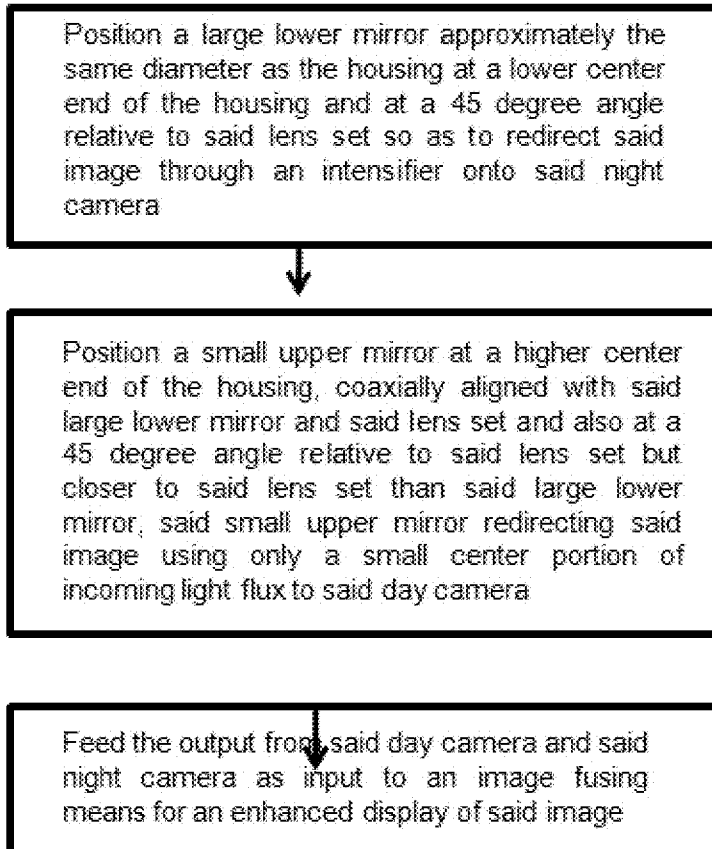 Position a large lower mirror approximately the
same diameter as the housing at a lower center
end of the housing and at a 45 degree angle
relative to said lens set so as to redirect said
image through an intensifier onto said night
camera
Position a small upper mirror at a higher center
end of the housing, coaxially aligned with said
large lower mirror and said lens set and also at a
45 degree angle relative to said lens set but
closer to said lens set than said large lower
mirror, said small upper mirror redirecting said
image using only a small center portion of
incoming light flux to said day camera
Feed the output from said day camera and said
night camera as input to an image fusing
means for an enhanced display of said image